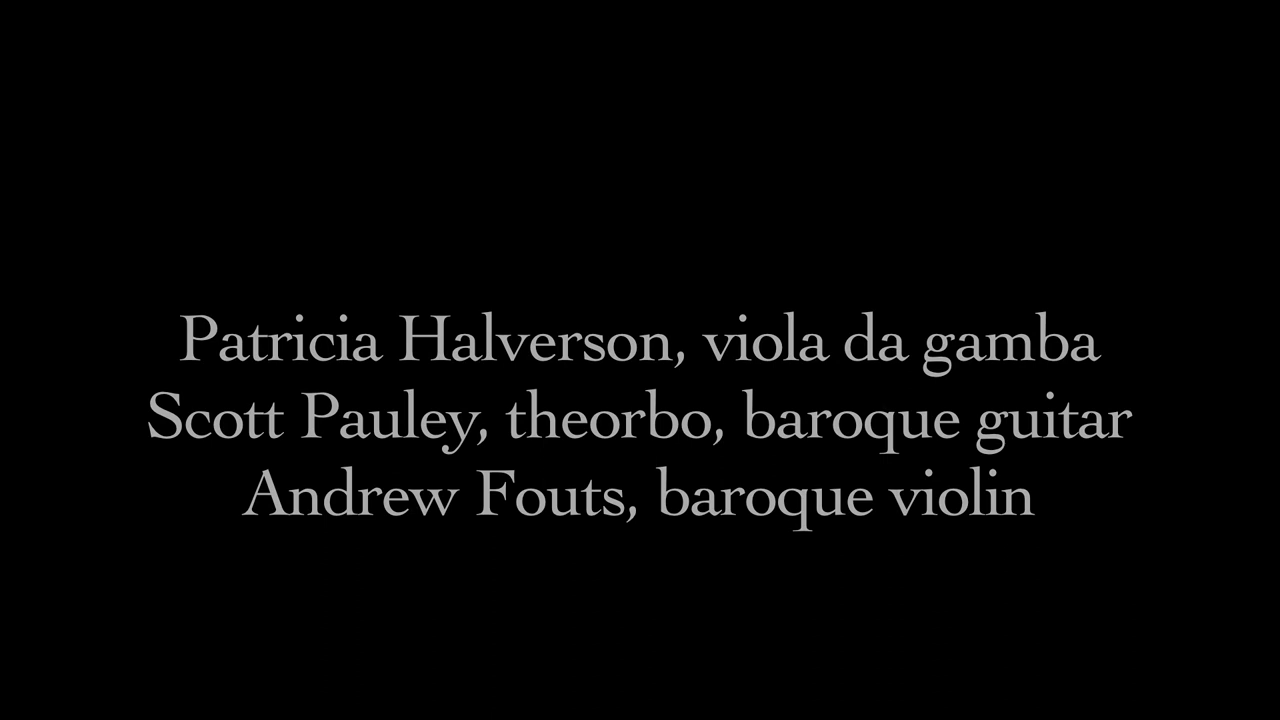 Patricia Halverson, viola da gamba
Scott Pauley, theorbo, baroque guitar
Andrew Fouts, baroque violin